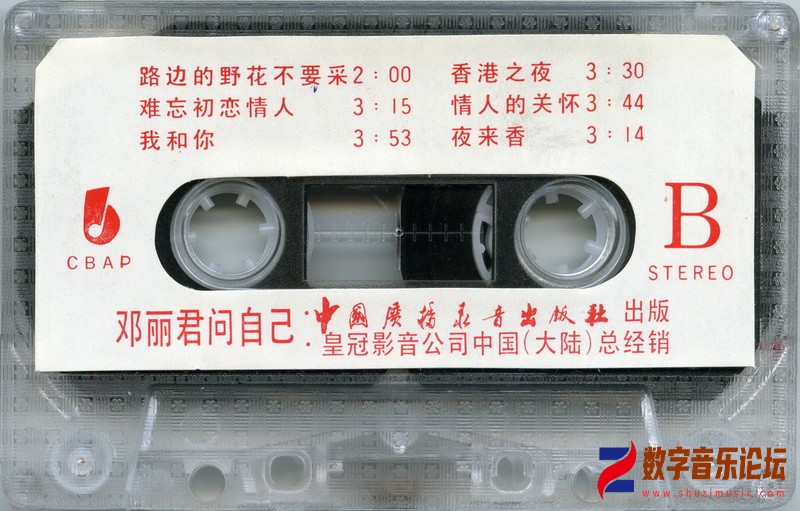 路边的野花不要采2:00
难忘初恋情人 3:15
我和你 3:53
香港之夜 3:30
情人的关怀3:44
夜来香 3:14
CBAP
B
STEREO
邓丽君问自己:中國廣播录音出版社 出版
皇冠影音公司中国(大陆)总经销
数字音乐论坛
www.shuzimusic.com